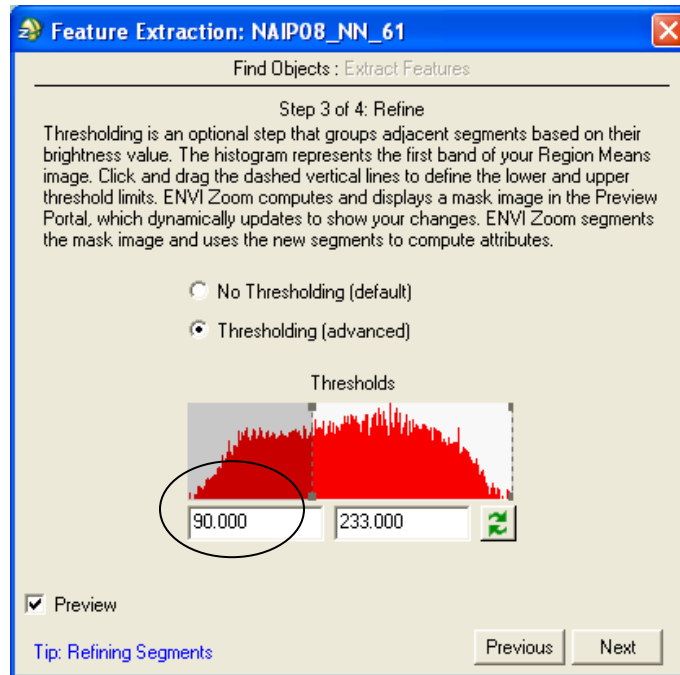 Feature Extraction: NAIP08_NN_61
Find Objects : Extract Features
Step 3 of 4: Refine
Thresholding is an optional step that groups adjacent segments based on their
brightness value. The histogram represents the first band of your Region Means
image. Click and drag the dashed vertical lines to define the lower and upper
threshold limits. ENVI Zoom computes and displays a mask image in the Preview
Portal, which dynamically updates to show your changes. ENVI Zoom segments
the mask image and uses the new segments to compute attributes.
No Thresholding (default)
Thresholding (advanced)
Thresholds
90.000 233.000
Preview
Tip: Refining Segments Previous Next